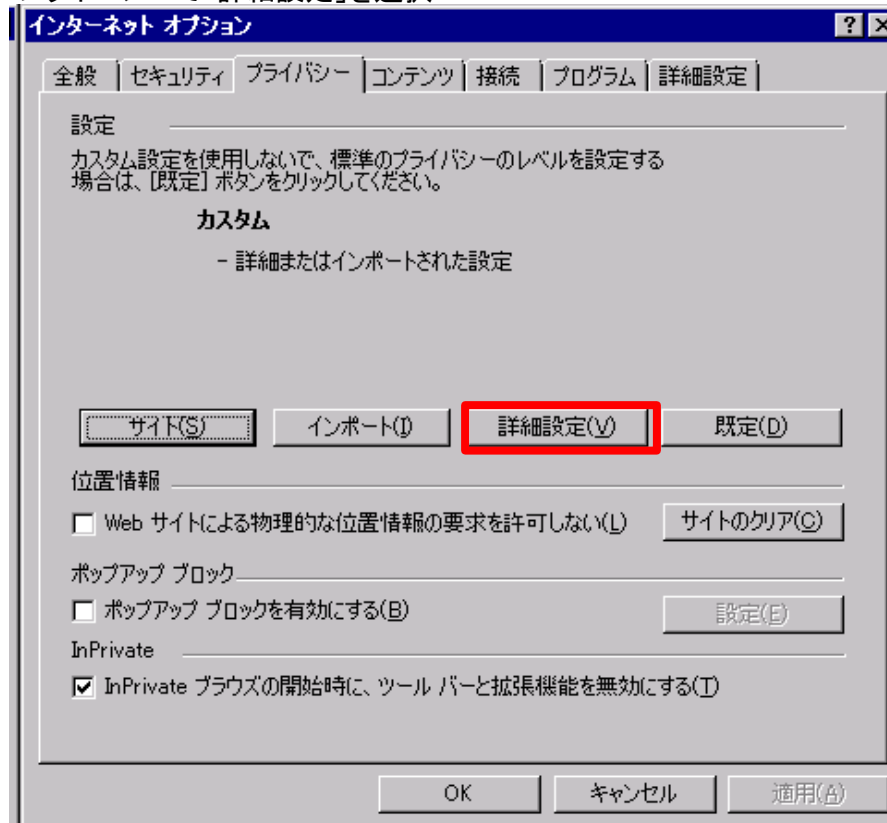 詳細設定」を選択
インターネット オプション
全般 セキュリティ プライバシー コンテンツ 接続 プログラム 詳細設定
設定
カスタム設定を使用しないで、標準のプライバシーのレベルを設定する
場合は、[既定] ボタンをクリックしてください。
カスタム
- 詳細またはインポートされた設定
サイト(S) インポート(I) 詳細設定(V) 既定(D)
位置情報
Web サイトによる物理的な位置情報の要求を許可しない(L) サイトのクリア(C)
ポップアップ ブロック
ポップアップ ブロックを有効にする(B) 設定(E)
InPrivate
InPrivate ブラウズの開始時に、ツール バーと拡張機能を無効にする(T)
OK キャンセル 適用(A)